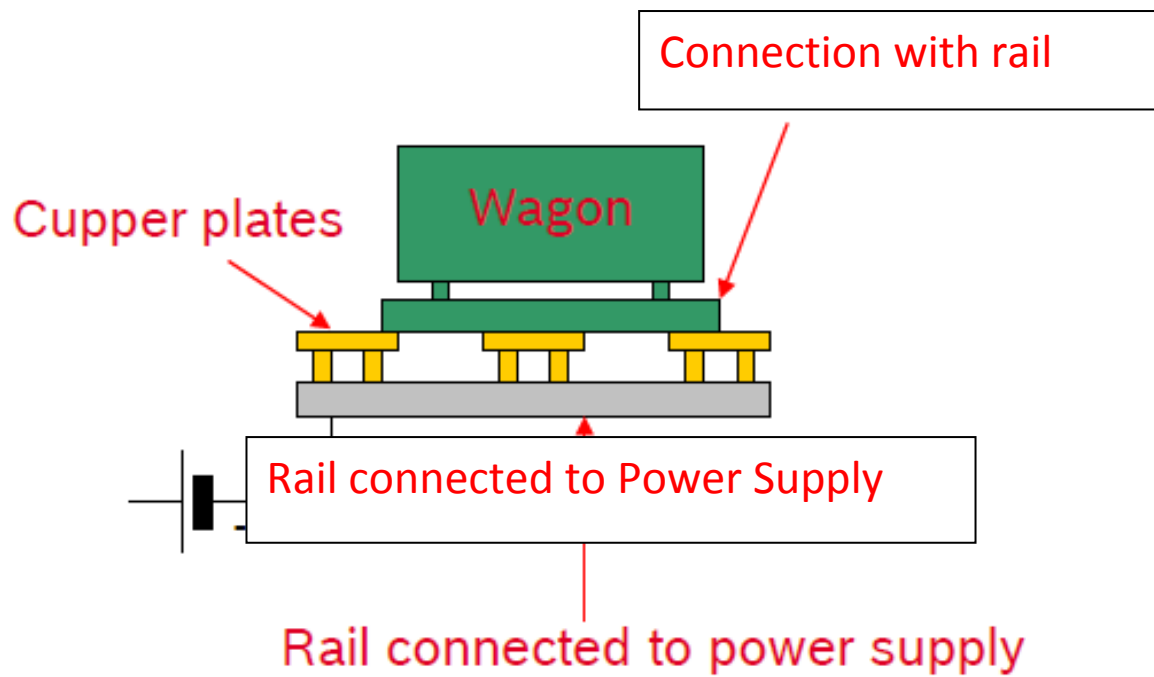 Connection with rail
Wagon
Cupper plates
Rail connected to Power Supply
Rail connected to power supply